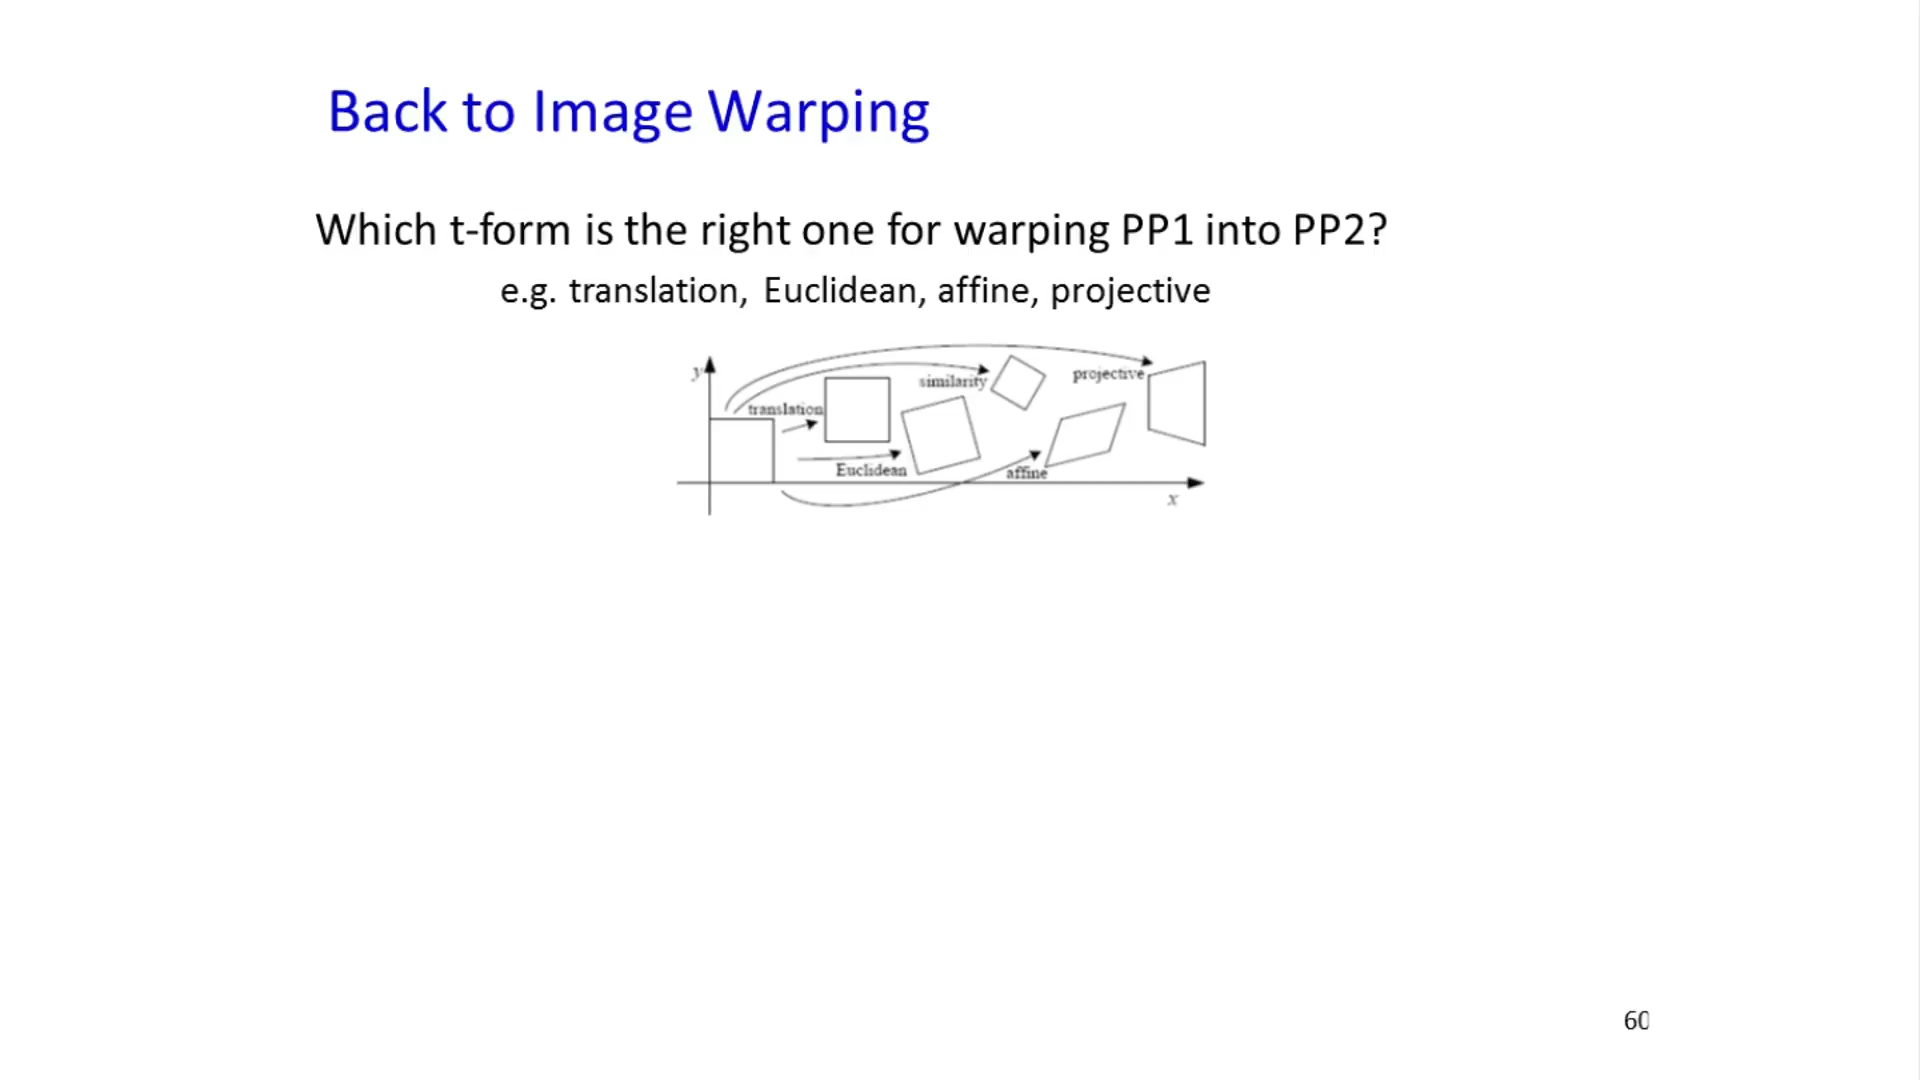 Back to Image Warping
Which t-form is the right one for warping PP1 into PP2?
e.g. translation, Euclidean, affine, projective
y
similarity
projective
translation
Euclidean
affine
x
60